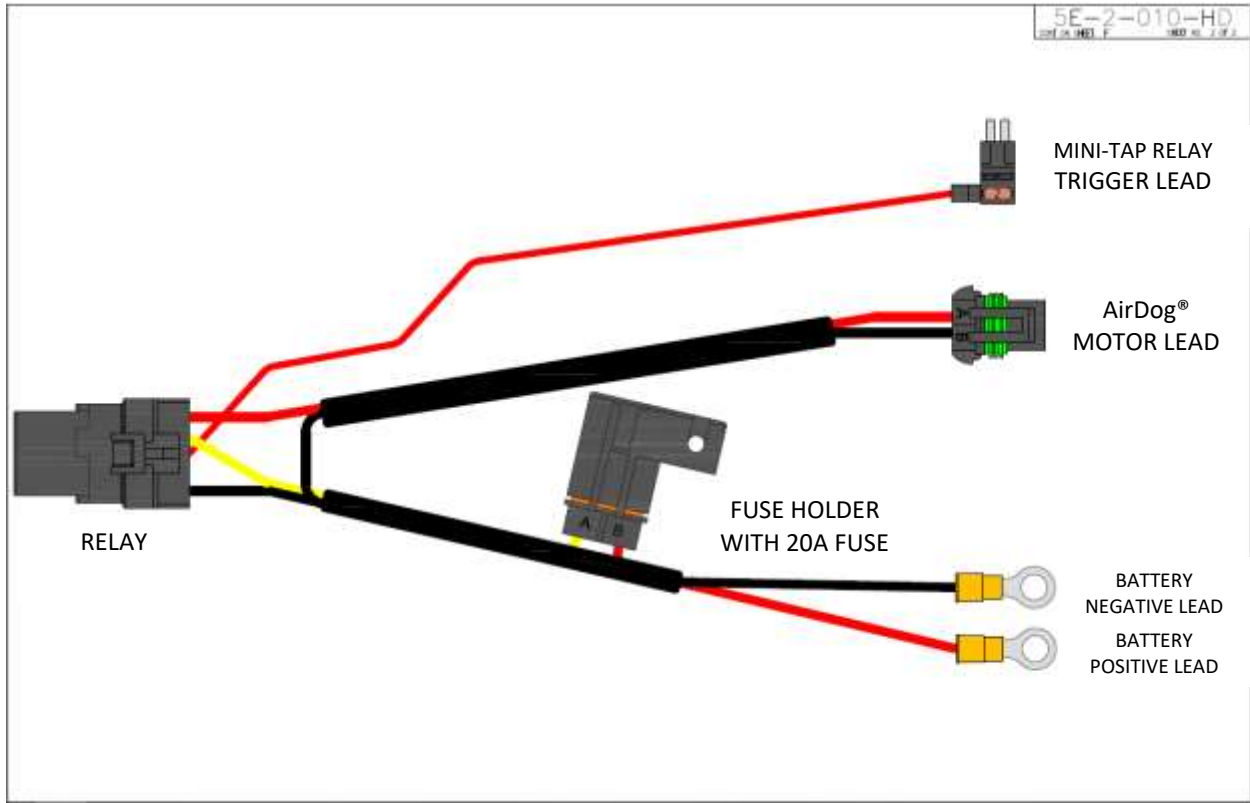 5E-2-010-HD
MINI-TAP RELAY
TRIGGER LEAD
AirDog®
MOTOR LEAD
A
B
A B
FUSE HOLDER
WITH 20A FUSE
RELAY
BATTERY
NEGATIVE LEAD
BATTERY
POSITIVE LEAD